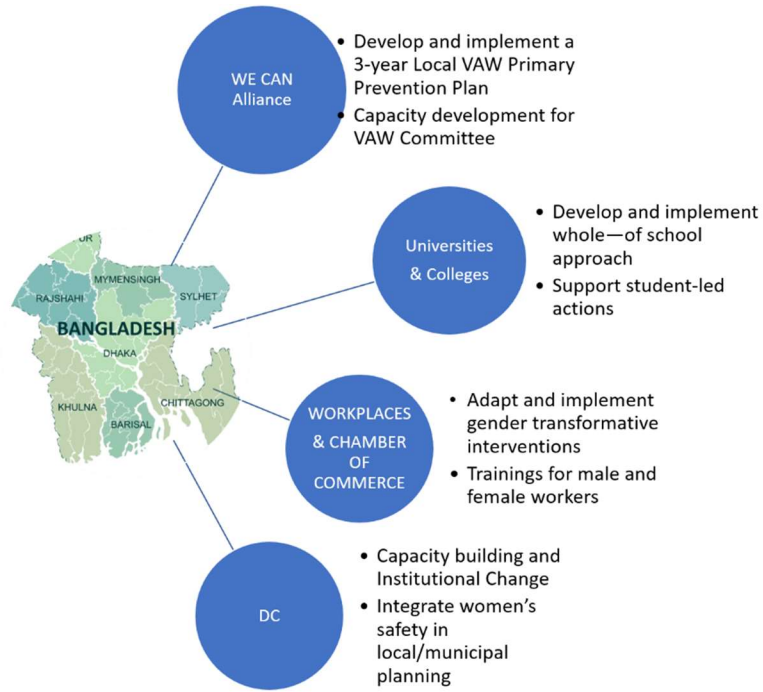 WE CAN
Alliance
• Develop and implement a
3-year Local VAW Primary
Prevention Plan
• Capacity development for
VAW Committee
Universities
& Colleges
• Develop and implement
whole—of school
approach
• Support student-led
actions
UR
MYMENSINGH
RAJSHAHI
SYLHET
BANGLADESH
DHAKA
KHULNA
CHITTAGONG
BARISAL
WORKPLACES
& CHAMBER
OF
COMMERCE
• Adapt and implement
gender transformative
interventions
• Trainings for male and
female workers
DC
• Capacity building and
Institutional Change
• Integrate women's
safety in
local/municipal
planning